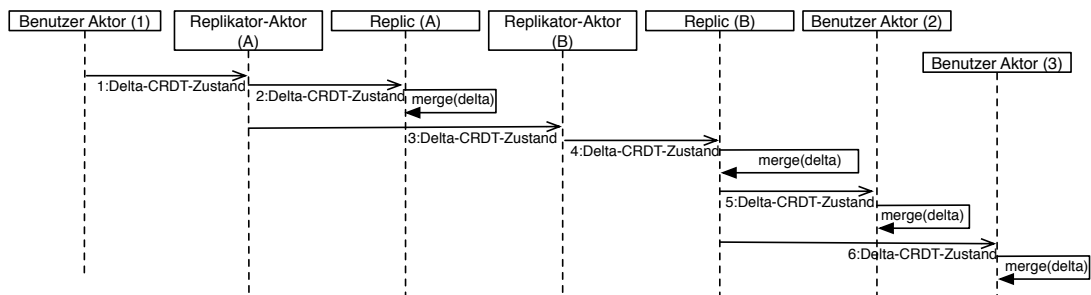 Benutzer Aktor (1)
Replikator-Aktor
(A)
Replic (A)
Replikator-Aktor
(B)
Replic (B)
Benutzer Aktor (2)
Benutzer Aktor (3)
1:Delta-CRDT-Zustand
2:Delta-CRDT-Zustand
merge(delta)
3:Delta-CRDT-Zustand
4:Delta-CRDT-Zustand
merge(delta)
5:Delta-CRDT-Zustand
merge(delta)
6:Delta-CRDT-Zustand
merge(delta)